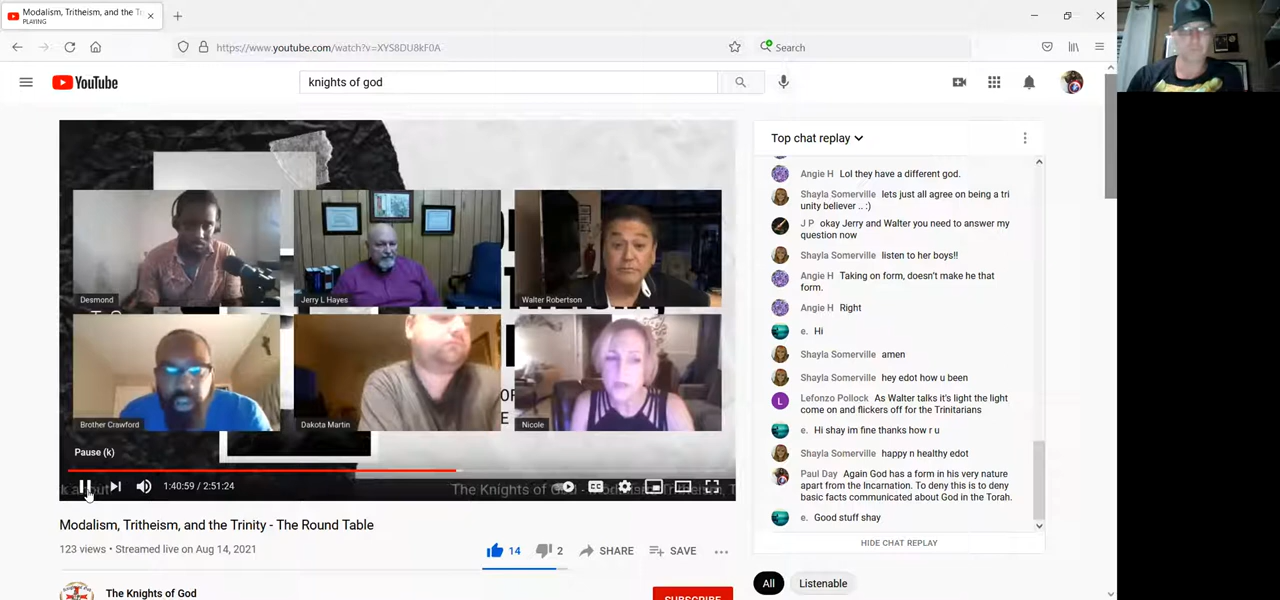 Modalism, Tritheism, and the T
PLAYING
https://www.youtube.com/watch?v=XYS8DU8kF0A
Search
YouTube
knights of god
Desmond
Jerry L Hayes
Walter Robertson
Brother Crawford
Dakota Martin
Nicole
Pause (k)
1:40:59 / 2:51:24
The Knights of God - Modalism, Tritheism, T
Modalism, Tritheism, and the Trinity - The Round Table
123 views • Streamed live on Aug 14, 2021
14
2
SHARE
SAVE
The Knights of God
SUBSCRIBE
Top chat replay
Angie H Lol they have a different god.
Shayla Somerville lets just all agree on being a tri
unity believer .. :)
J P okay Jerry and Walter you need to answer my
question now
Shayla Somerville listen to her boys!!
Angie H Taking on form, doesn't make he that
form.
Angie H Right
e. Hi
Shayla Somerville amen
Shayla Somerville hey edot how u been
L
Lefonzo Pollock As Walter talks it's light the light
come on and flickers off for the Trinitarians
e. Hi shay im fine thanks how r u
Shayla Somerville happy n healthy edot
Paul Day Again God has a form in his very nature
apart from the Incarnation. To deny this is to deny
basic facts communicated about God in the Torah.
e. Good stuff shay
HIDE CHAT REPLAY
All
Listenable